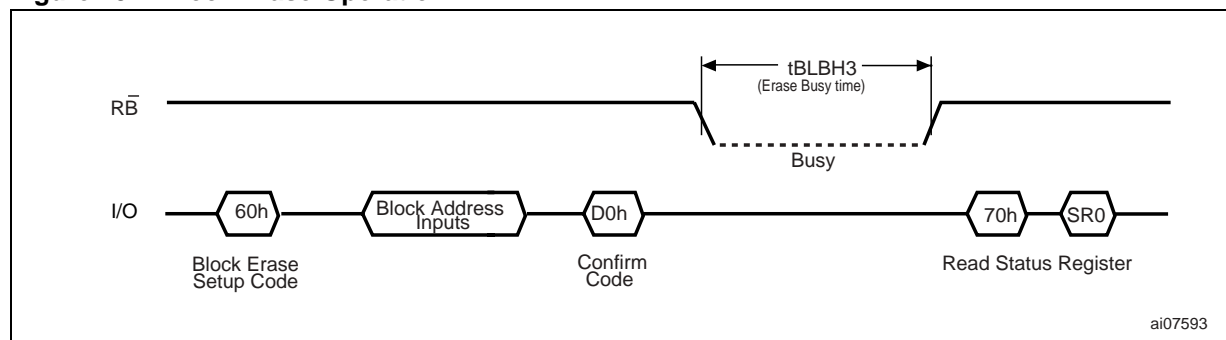 tBLBH3
(Erase Busy time)
RB̅
Busy
I/O
60h
Block Address
Inputs
D0h
70h
SR0
Block Erase
Setup Code
Confirm
Code
Read Status Register
ai07593